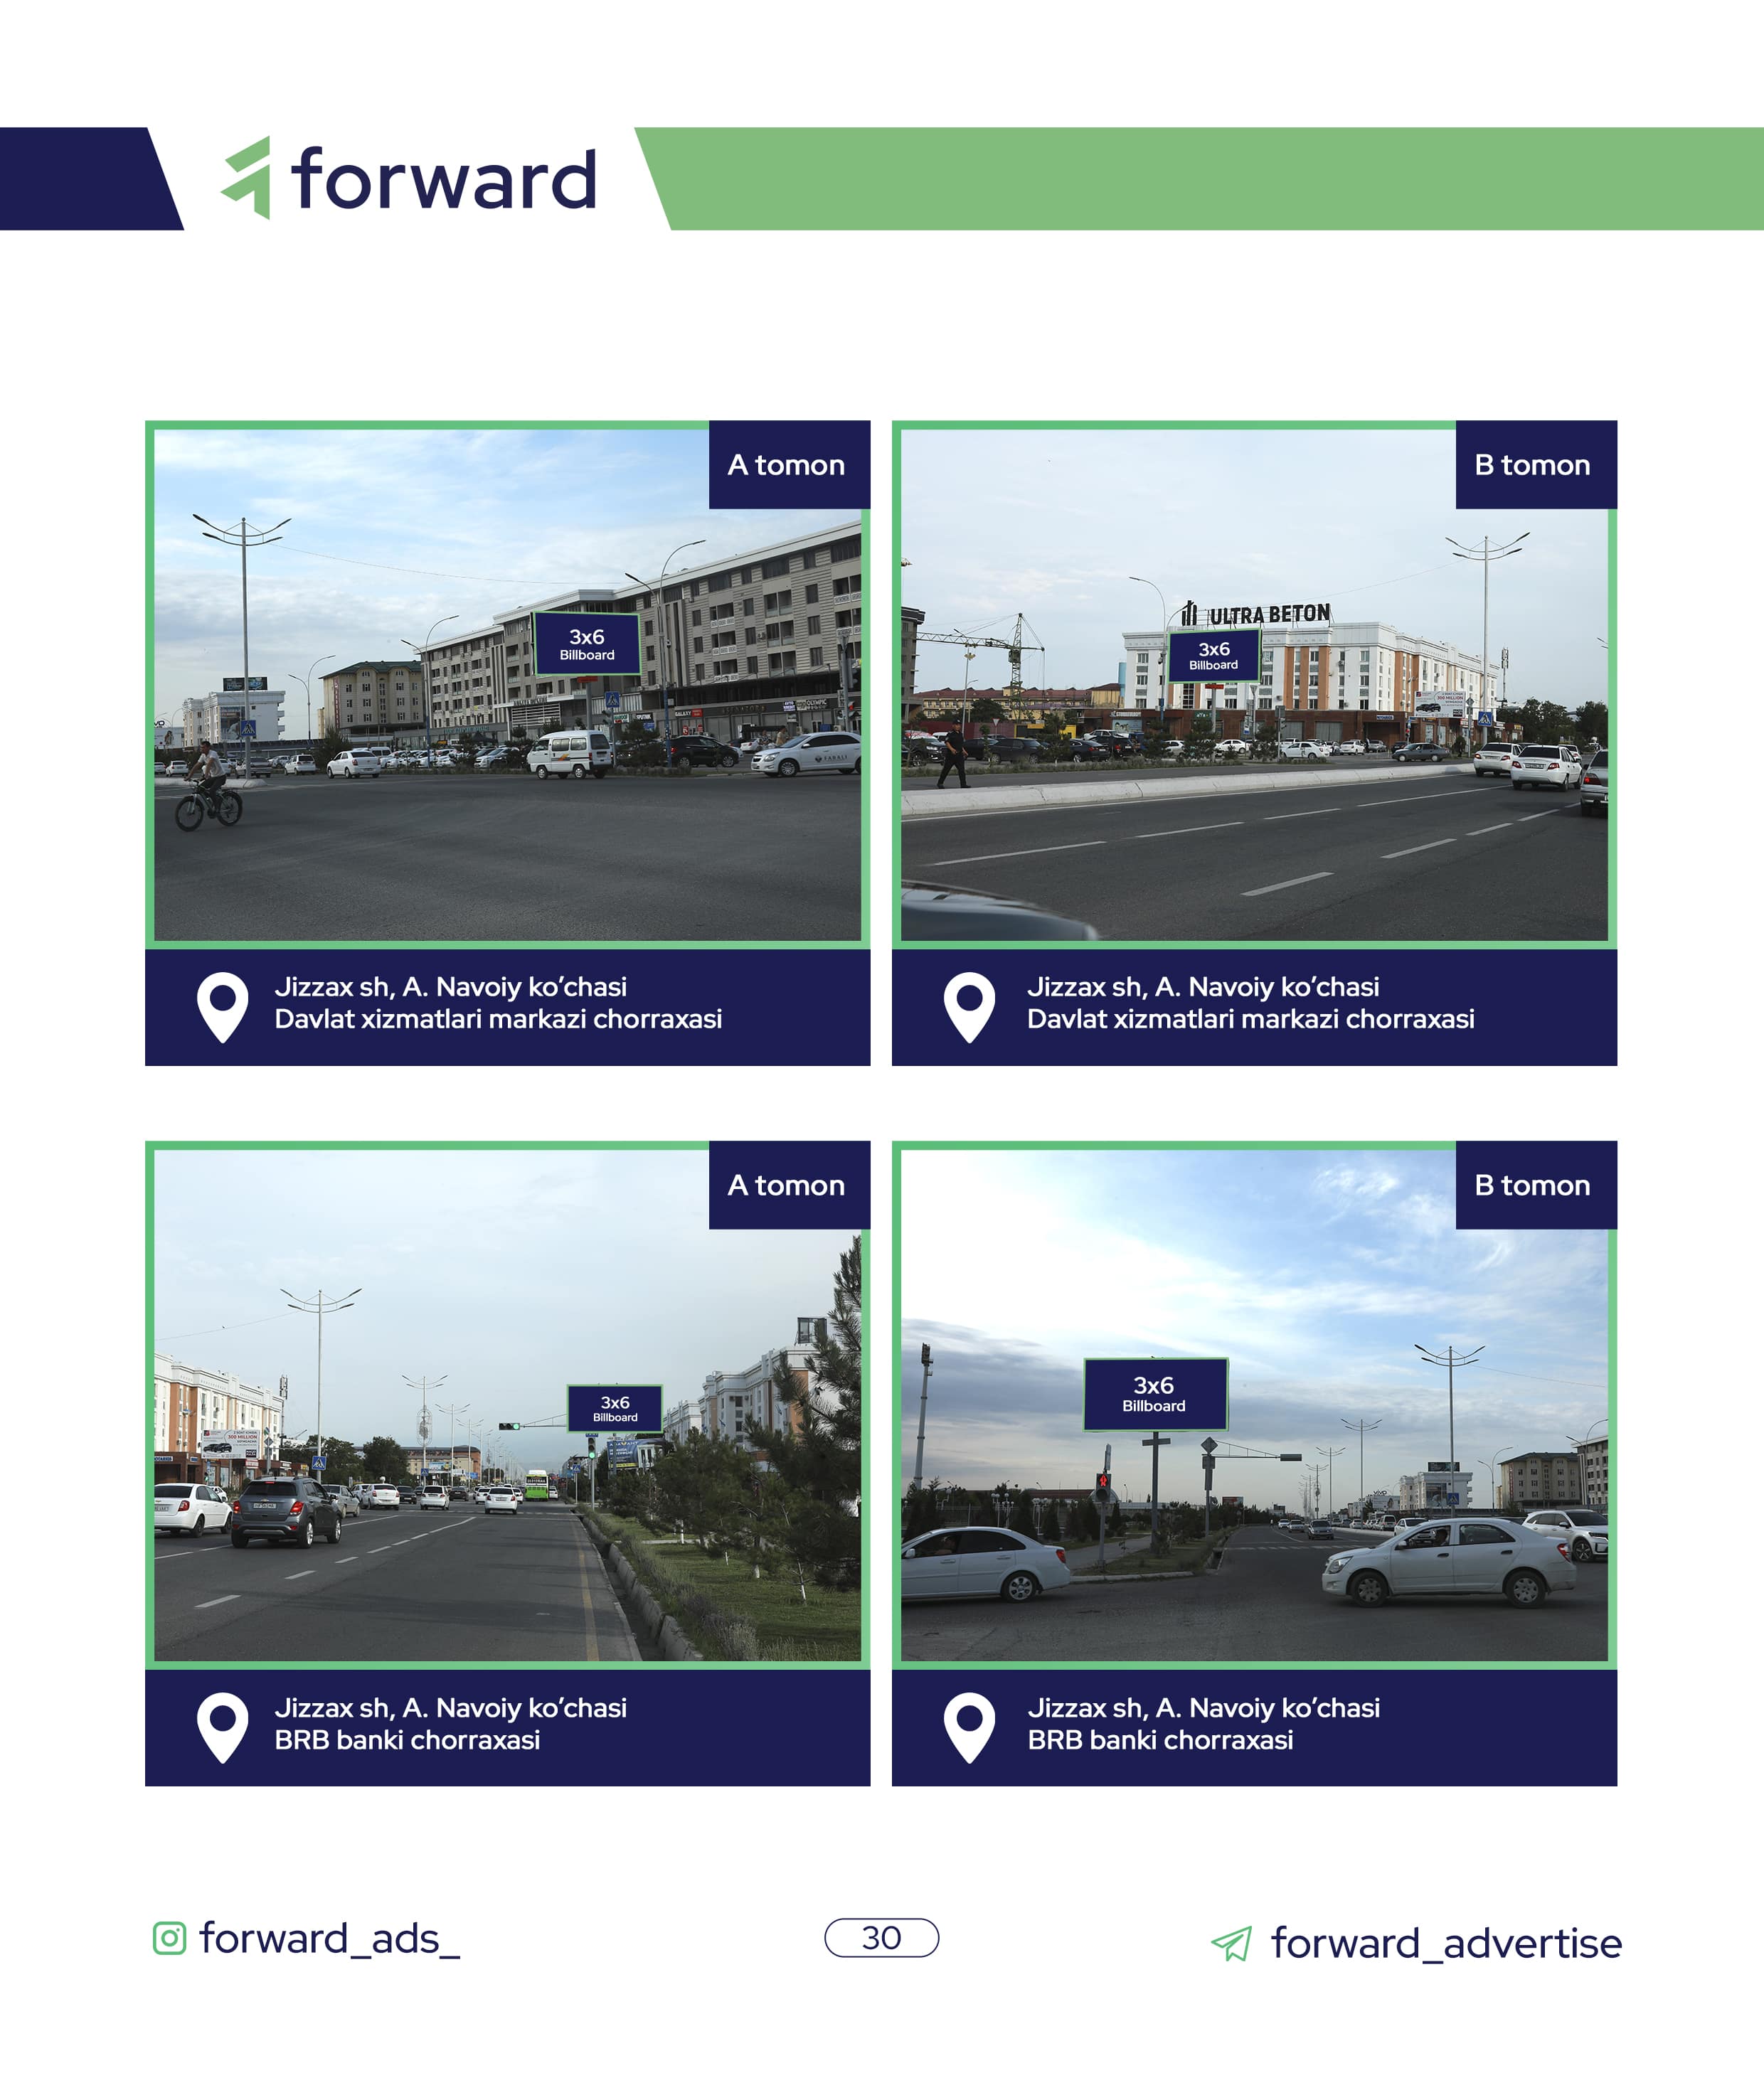 forward
A tomon
3x6
Billboard
Jizzax sh, A. Navoiy ko’chasi
Davlat xizmatlari markazi chorraxasi
B tomon
ULTRA BETON
3x6
Billboard
Jizzax sh, A. Navoiy ko’chasi
Davlat xizmatlari markazi chorraxasi
A tomon
3x6
Billboard
Jizzax sh, A. Navoiy ko’chasi
BRB banki chorraxasi
B tomon
3x6
Billboard
vivo
Jizzax sh, A. Navoiy ko’chasi
BRB banki chorraxasi
forward_ads_
30
forward_advertise